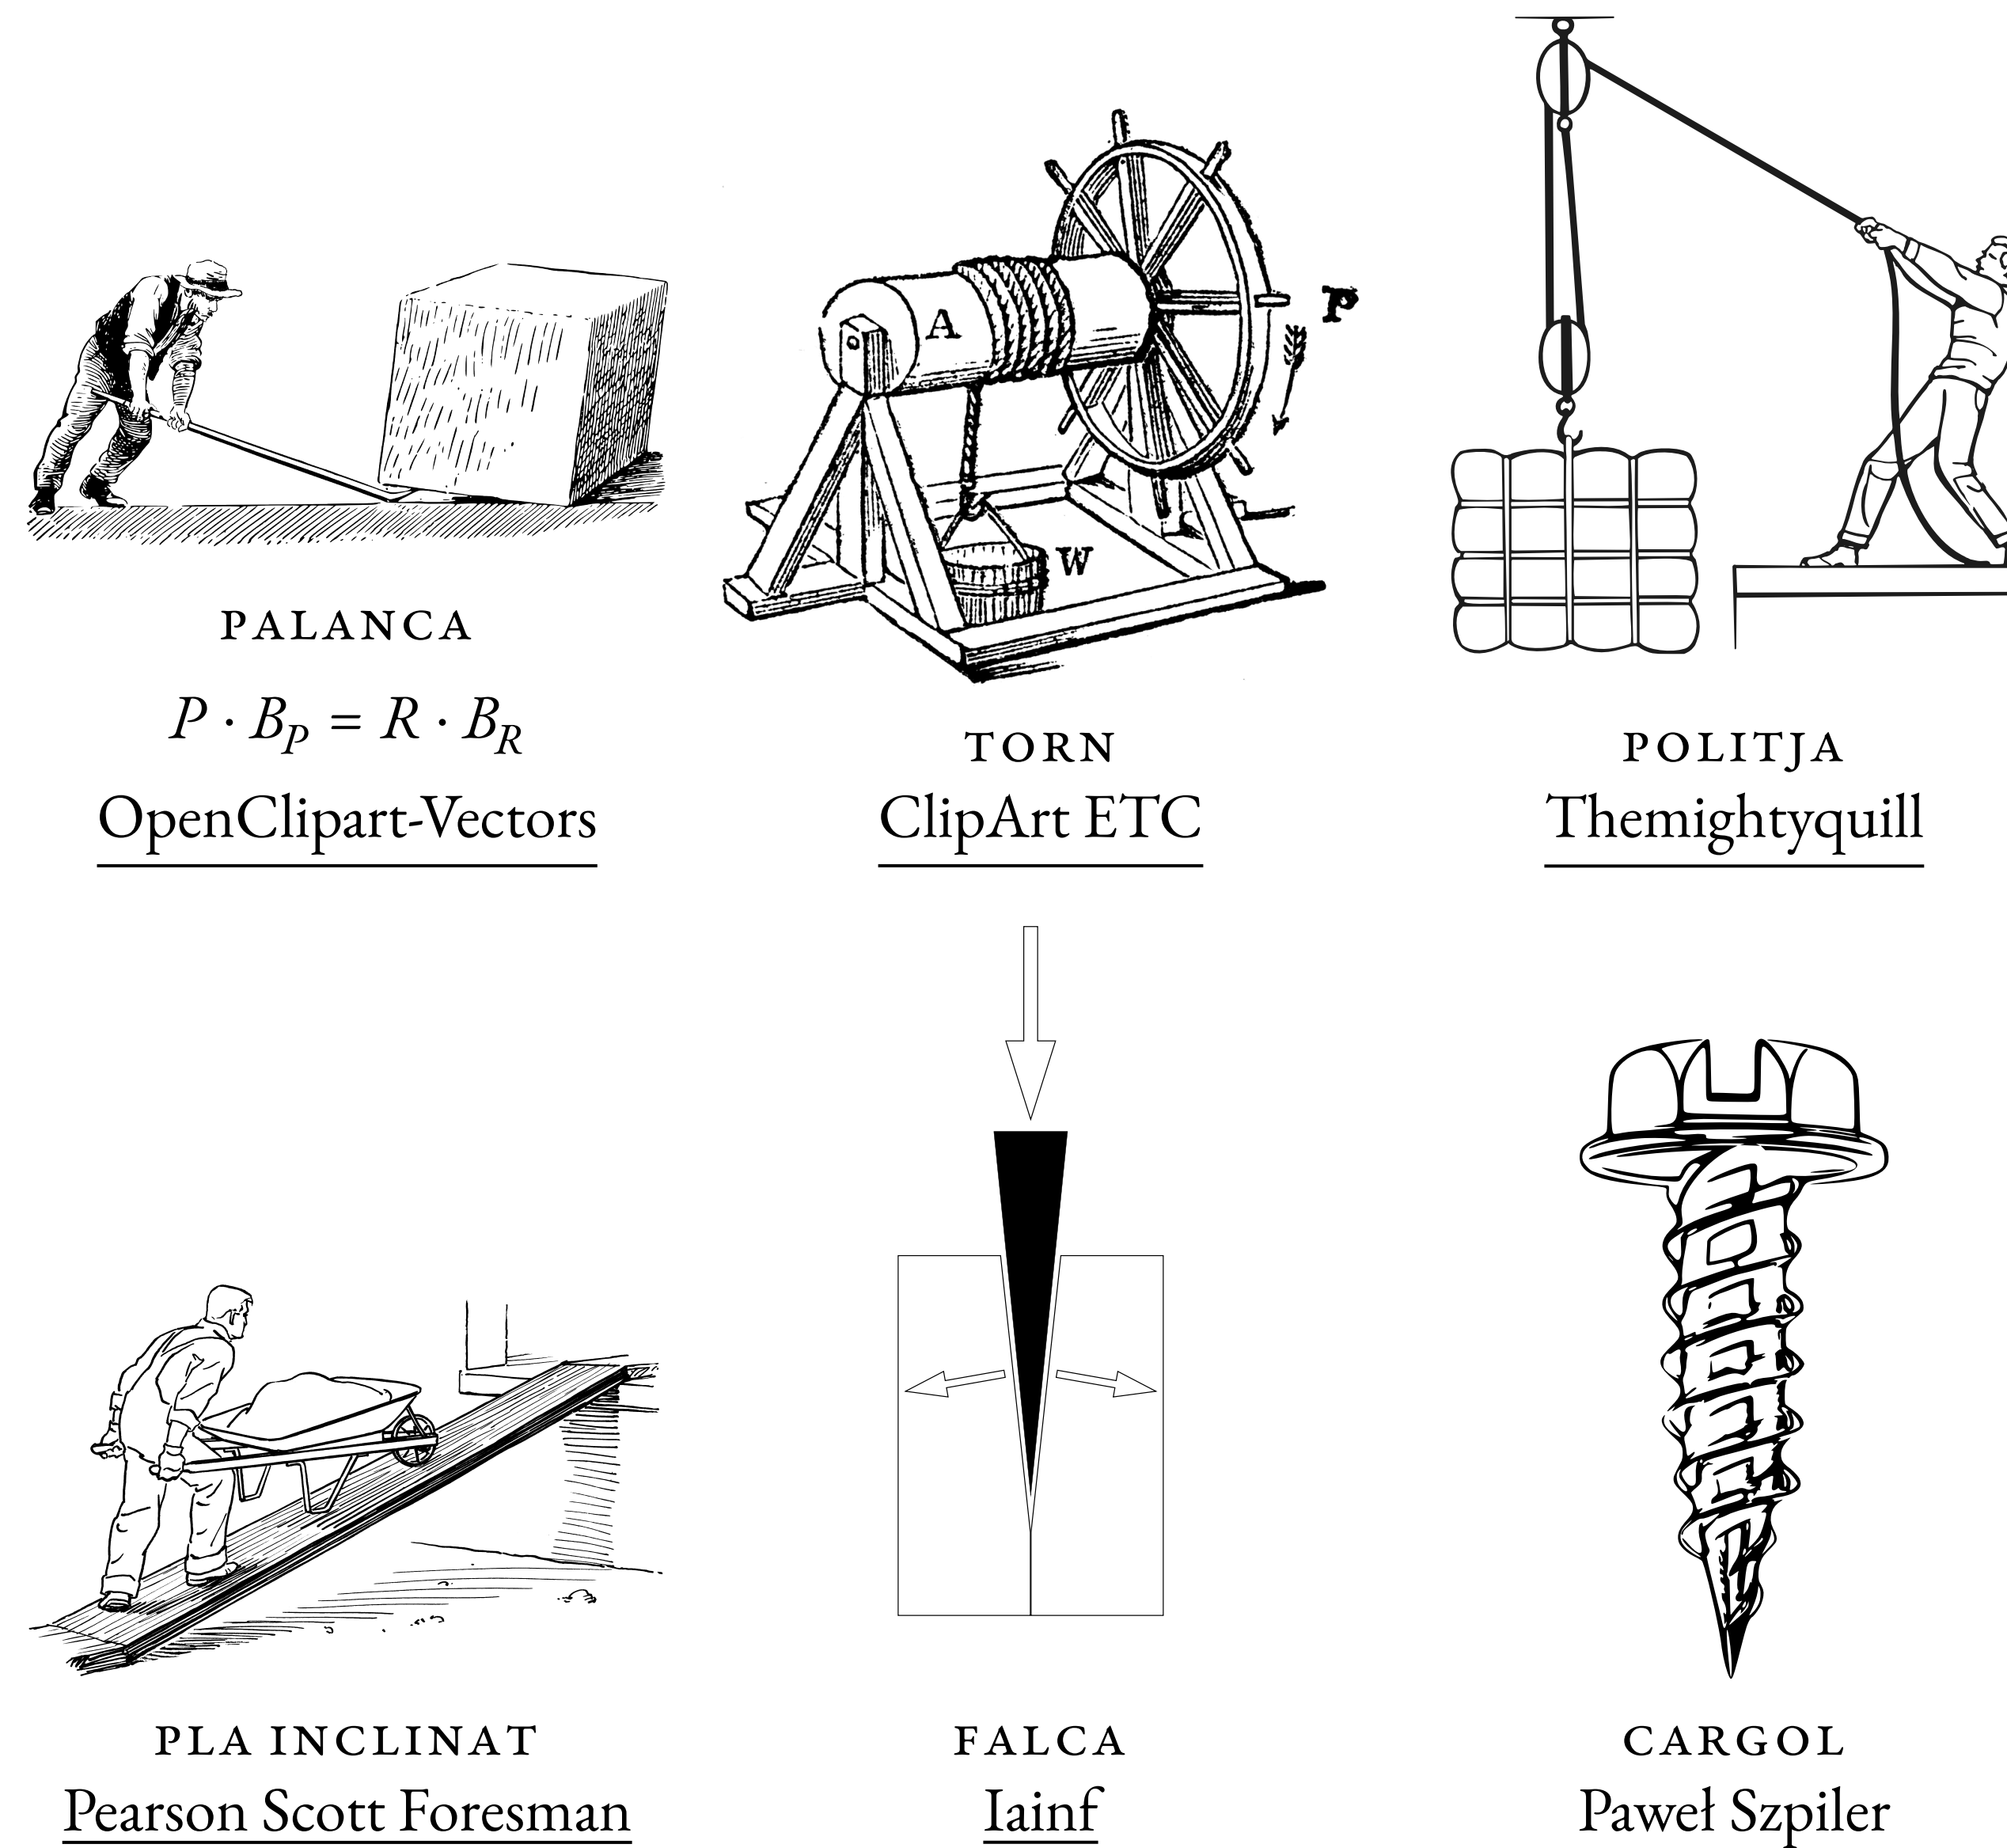 A
P
W
PALANCA
P · B_P = R · B_R
OpenClipart-Vectors
TORN
ClipArt ETC
POLITJA
Themightyquill
PLA INCLINAT
Pearson Scott Foresman
FALCA
Iainf
CARGOL
Paweł Szpiler